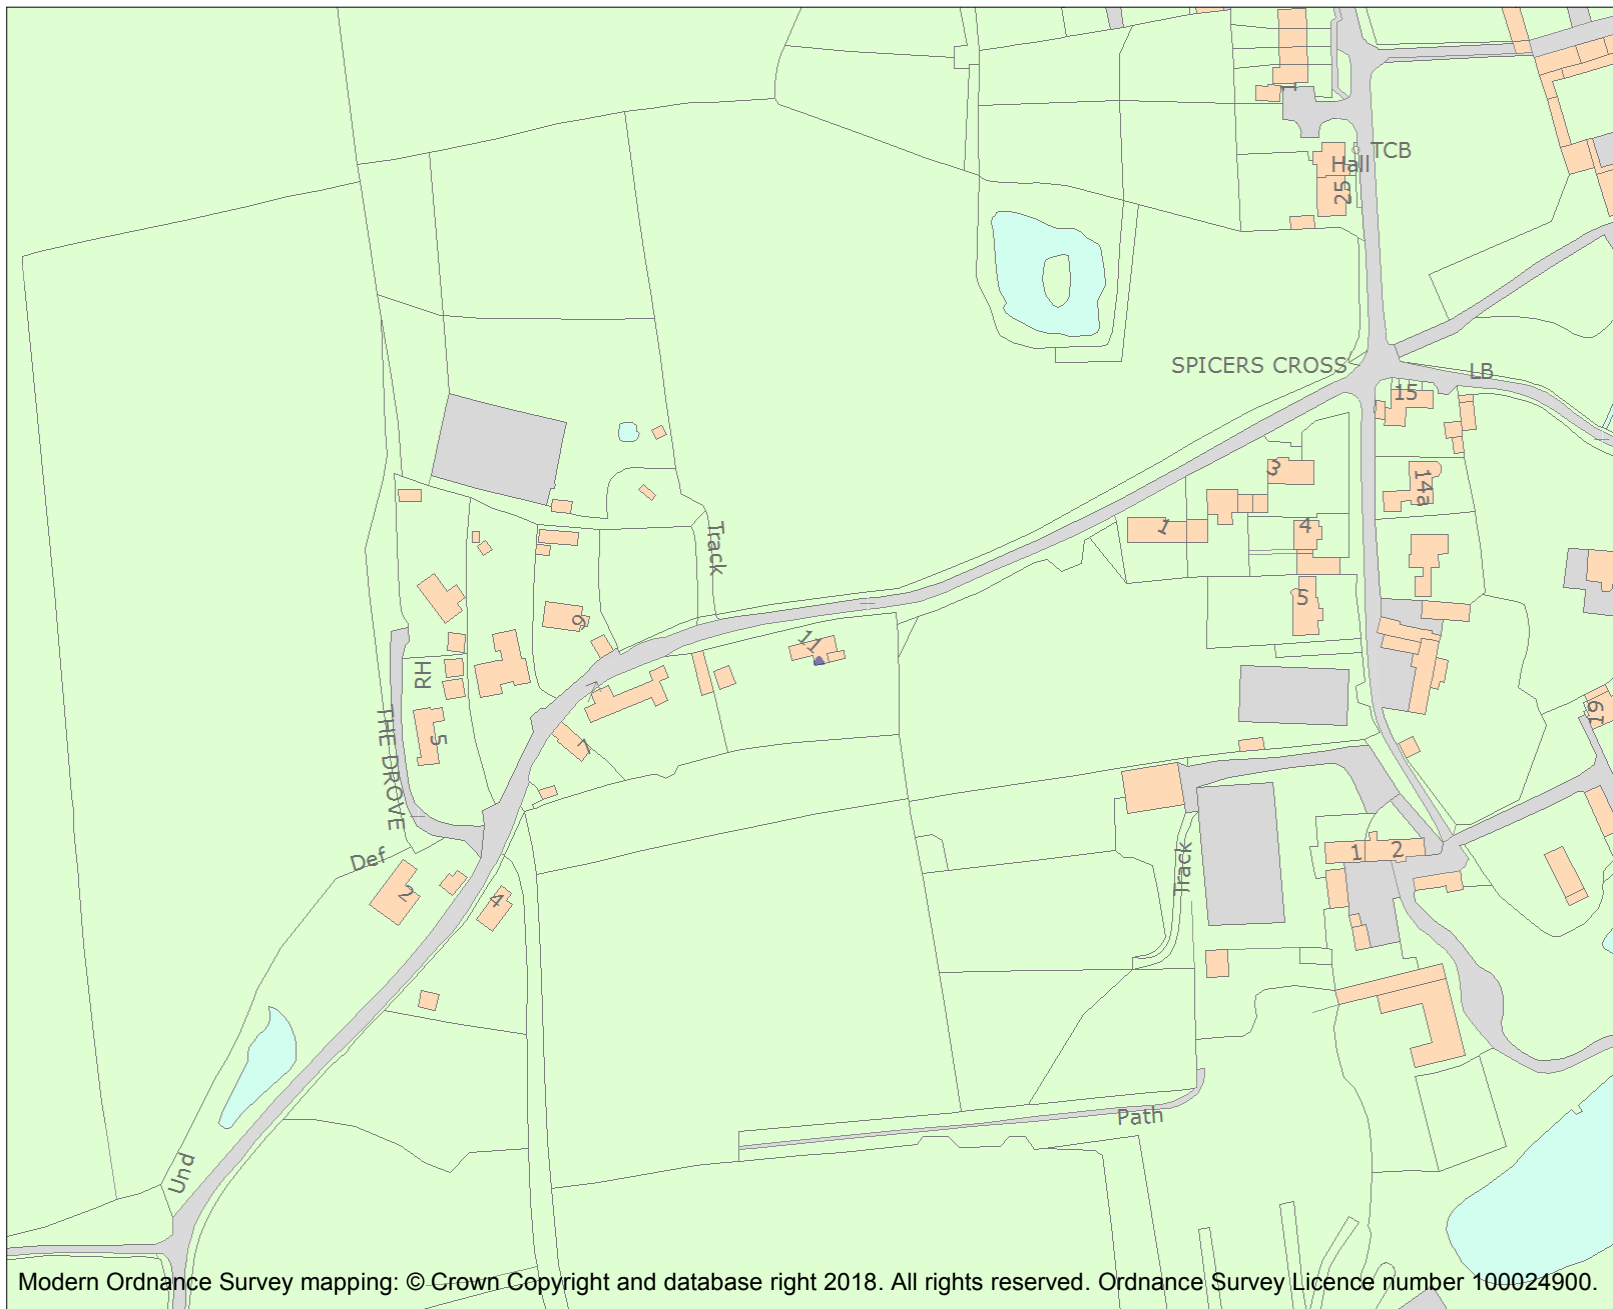 1
TCB
Hall
25
SPICERS CROSS
LB
15
3
14a
1
4
Track
5
9
11
RH
THE DROVE
5
7
19
Def
2
4
Track
1
2
Path
Und
Modern Ordnance Survey mapping: © Crown Copyright and database right 2018. All rights reserved. Ordnance Survey Licence number 100024900.